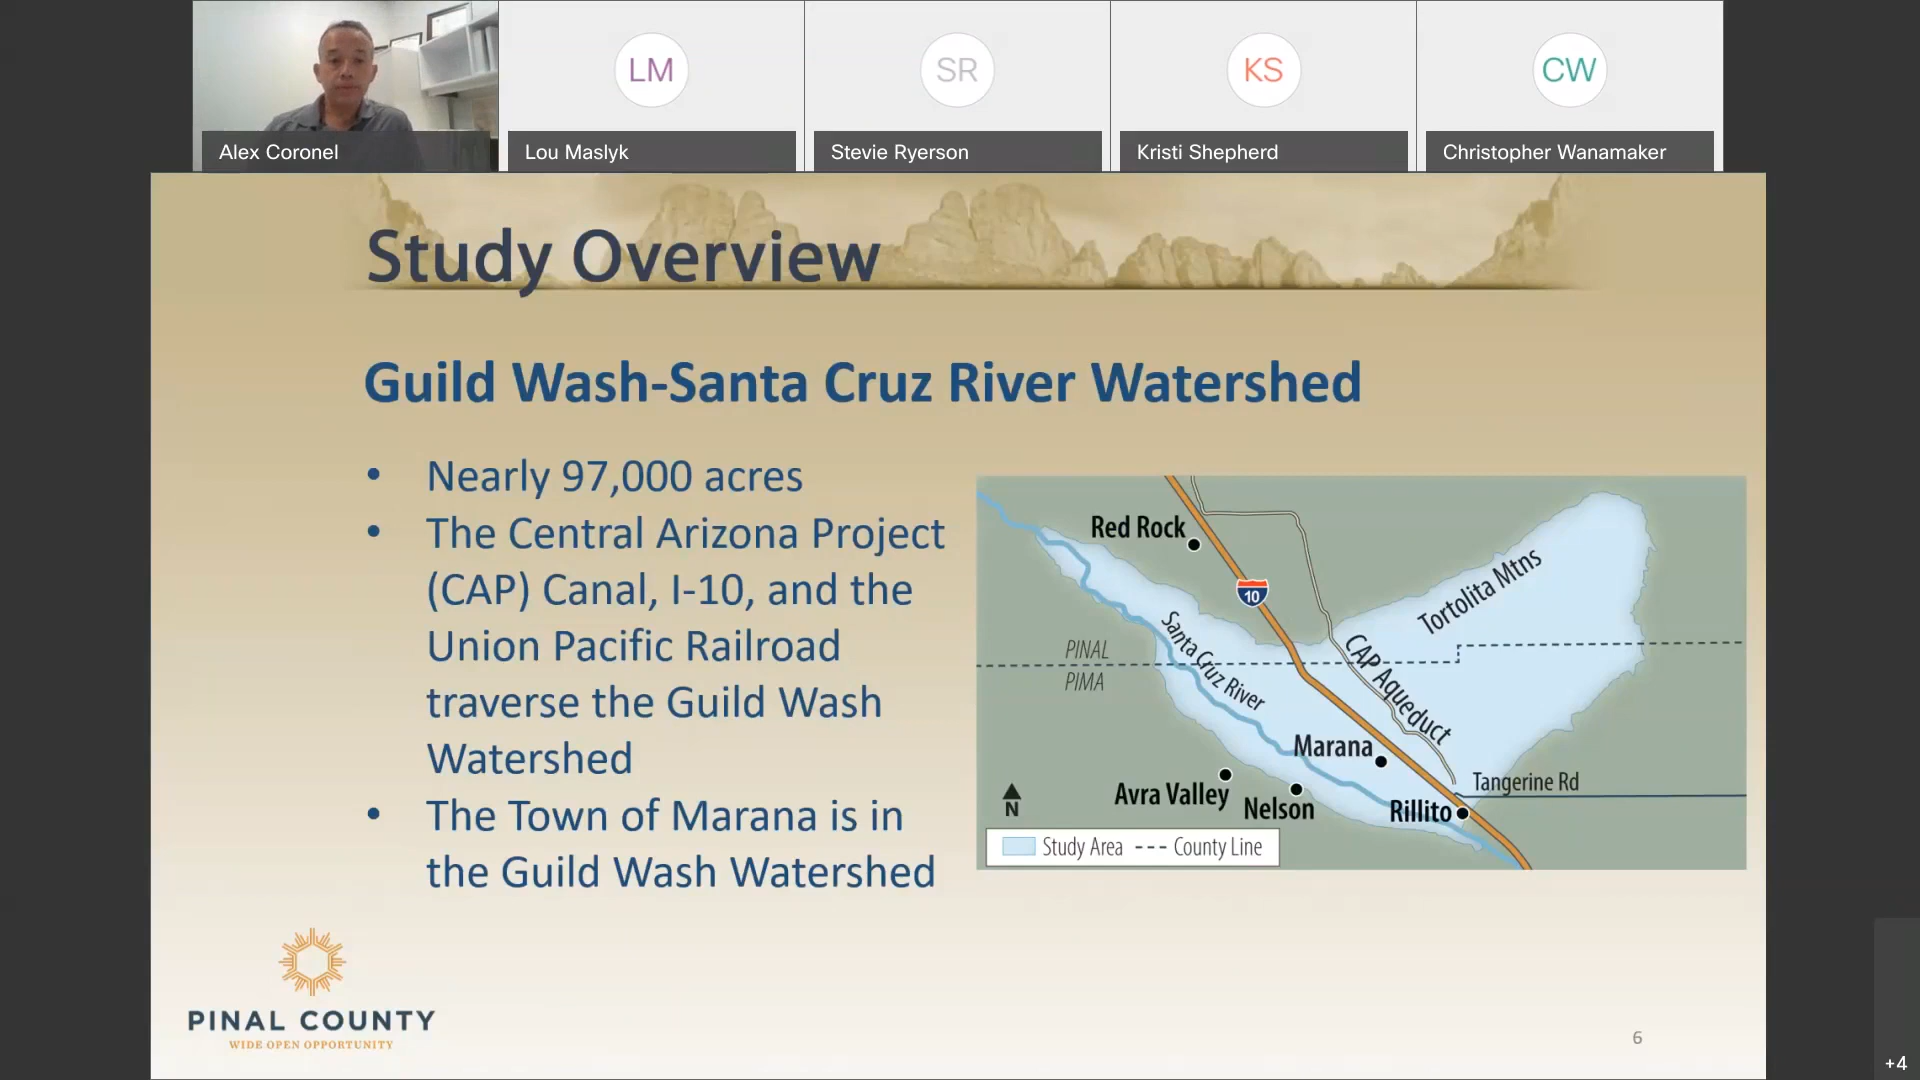 LM
SR
KS
CW
Alex Coronel
Lou Maslyk
Stevie Ryerson
Kristi Shepherd
Christopher Wanamaker
Study Overview
Guild Wash-Santa Cruz River Watershed
• Nearly 97,000 acres
• The Central Arizona Project
(CAP) Canal, I-10, and the
Union Pacific Railroad
traverse the Guild Wash
Watershed
• The Town of Marana is in
the Guild Wash Watershed
Red Rock
10
Tortolita Mtns
Santa Cruz River
CAP Aqueduct
PINAL
PIMA
Marana
Avra Valley
Nelson
Rillito
Tangerine Rd
N
Study Area
County Line
PINAL COUNTY
WIDE OPEN OPPORTUNITY
6
+4